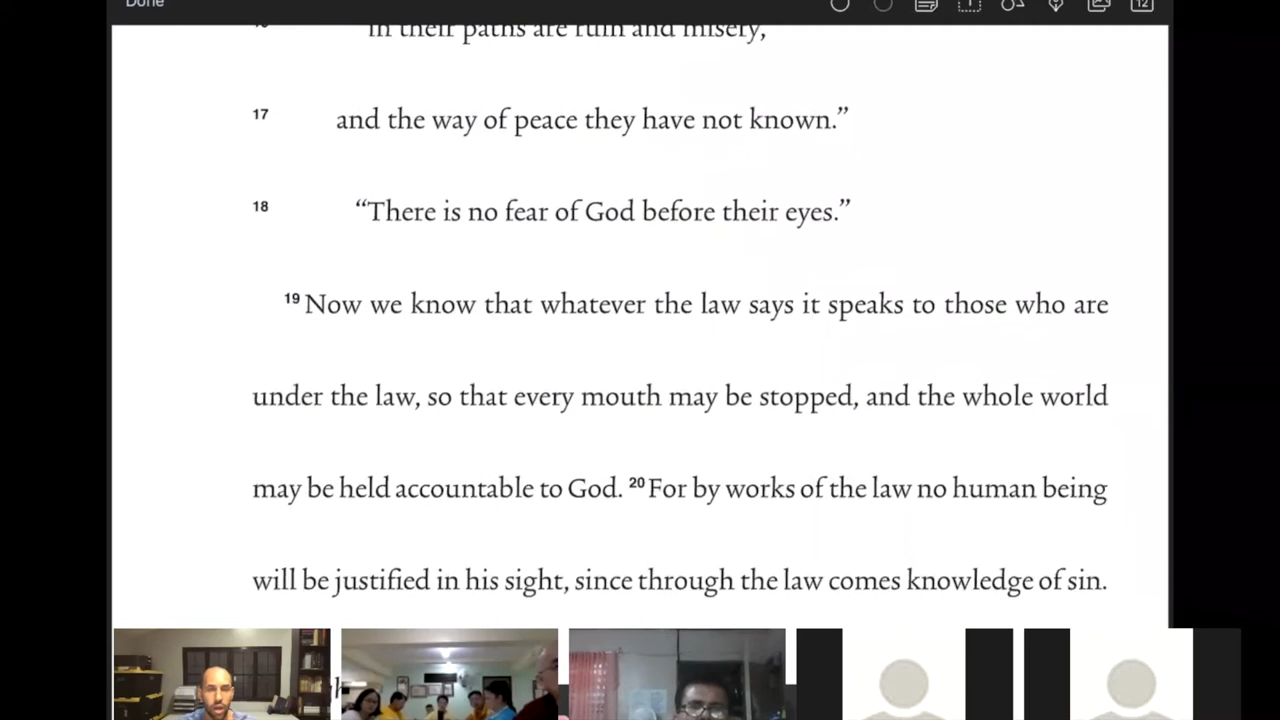 Done
12
in their paths are ruin and misery,
17 and the way of peace they have not known.”
18 “There is no fear of God before their eyes.”
19 Now we know that whatever the law says it speaks to those who are
under the law, so that every mouth may be stopped, and the whole world
may be held accountable to God. 20 For by works of the law no human being
will be justified in his sight, since through the law comes knowledge of sin.